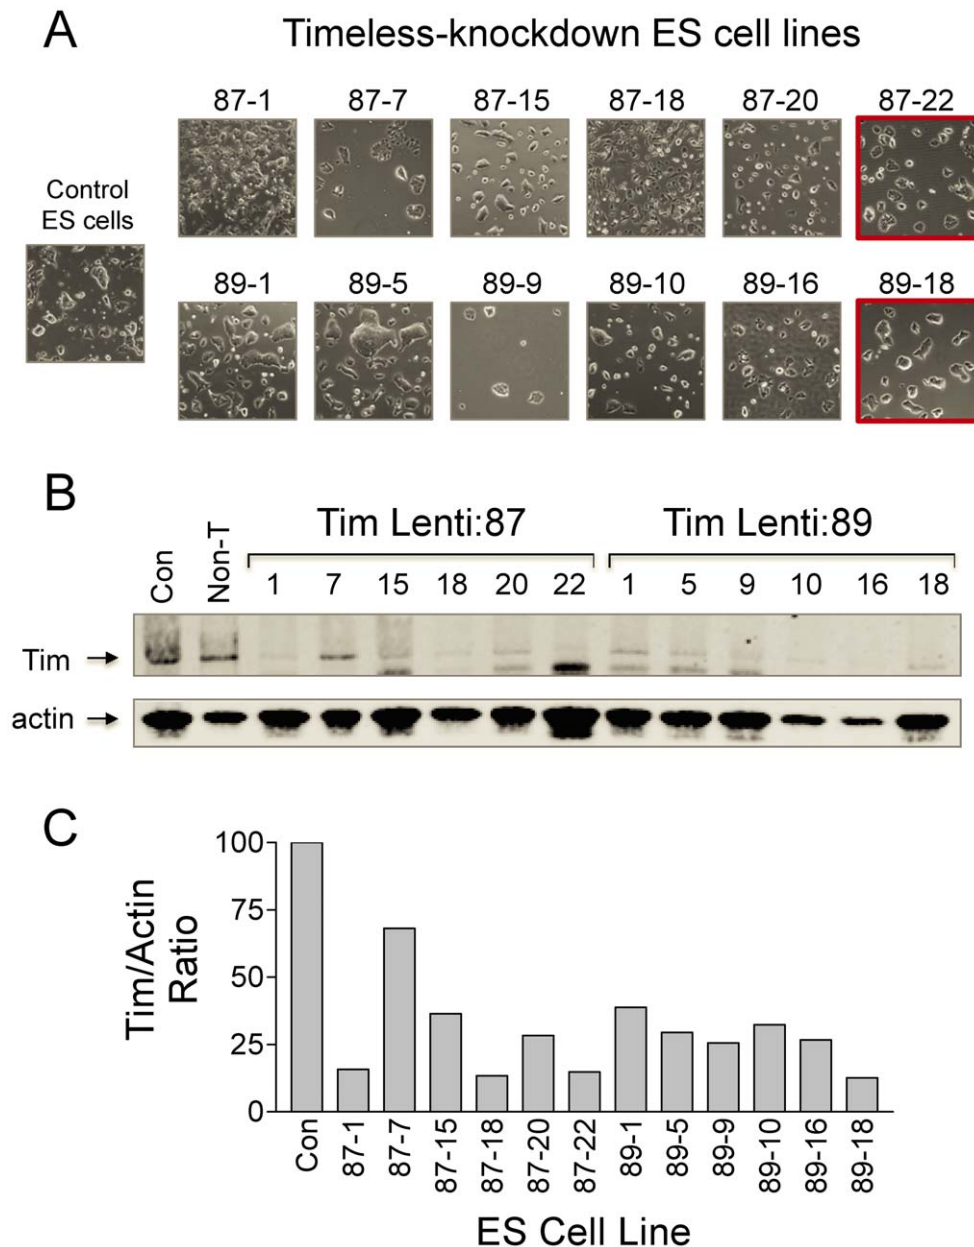 A
Timeless-knockdown ES cell lines
87-1 87-7 87-15 87-18 87-20 87-22
Control
ES cells
89-1 89-5 89-9 89-10 89-16 89-18
B
Con Non-T Tim Lenti:87 Tim Lenti:89
1 7 15 18 20 22 1 5 9 10 16 18
Tim
actin
C
Tim/Actin
Ratio
100
75
50
25
0
Con 87-1 87-7 87-15 87-18 87-20 87-22 89-1 89-5 89-9 89-10 89-16 89-18
ES Cell Line